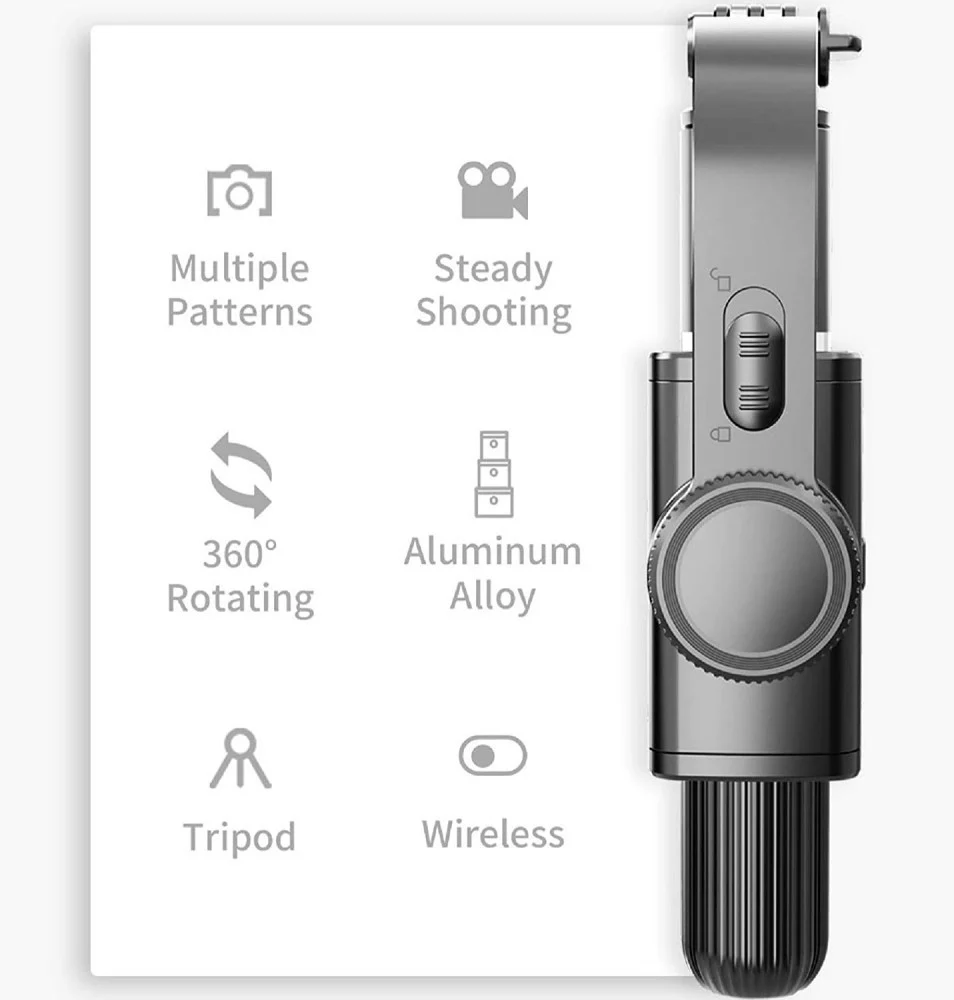 Multiple
Patterns
Steady
Shooting
360°
Rotating
Aluminum
Alloy
Tripod
Wireless